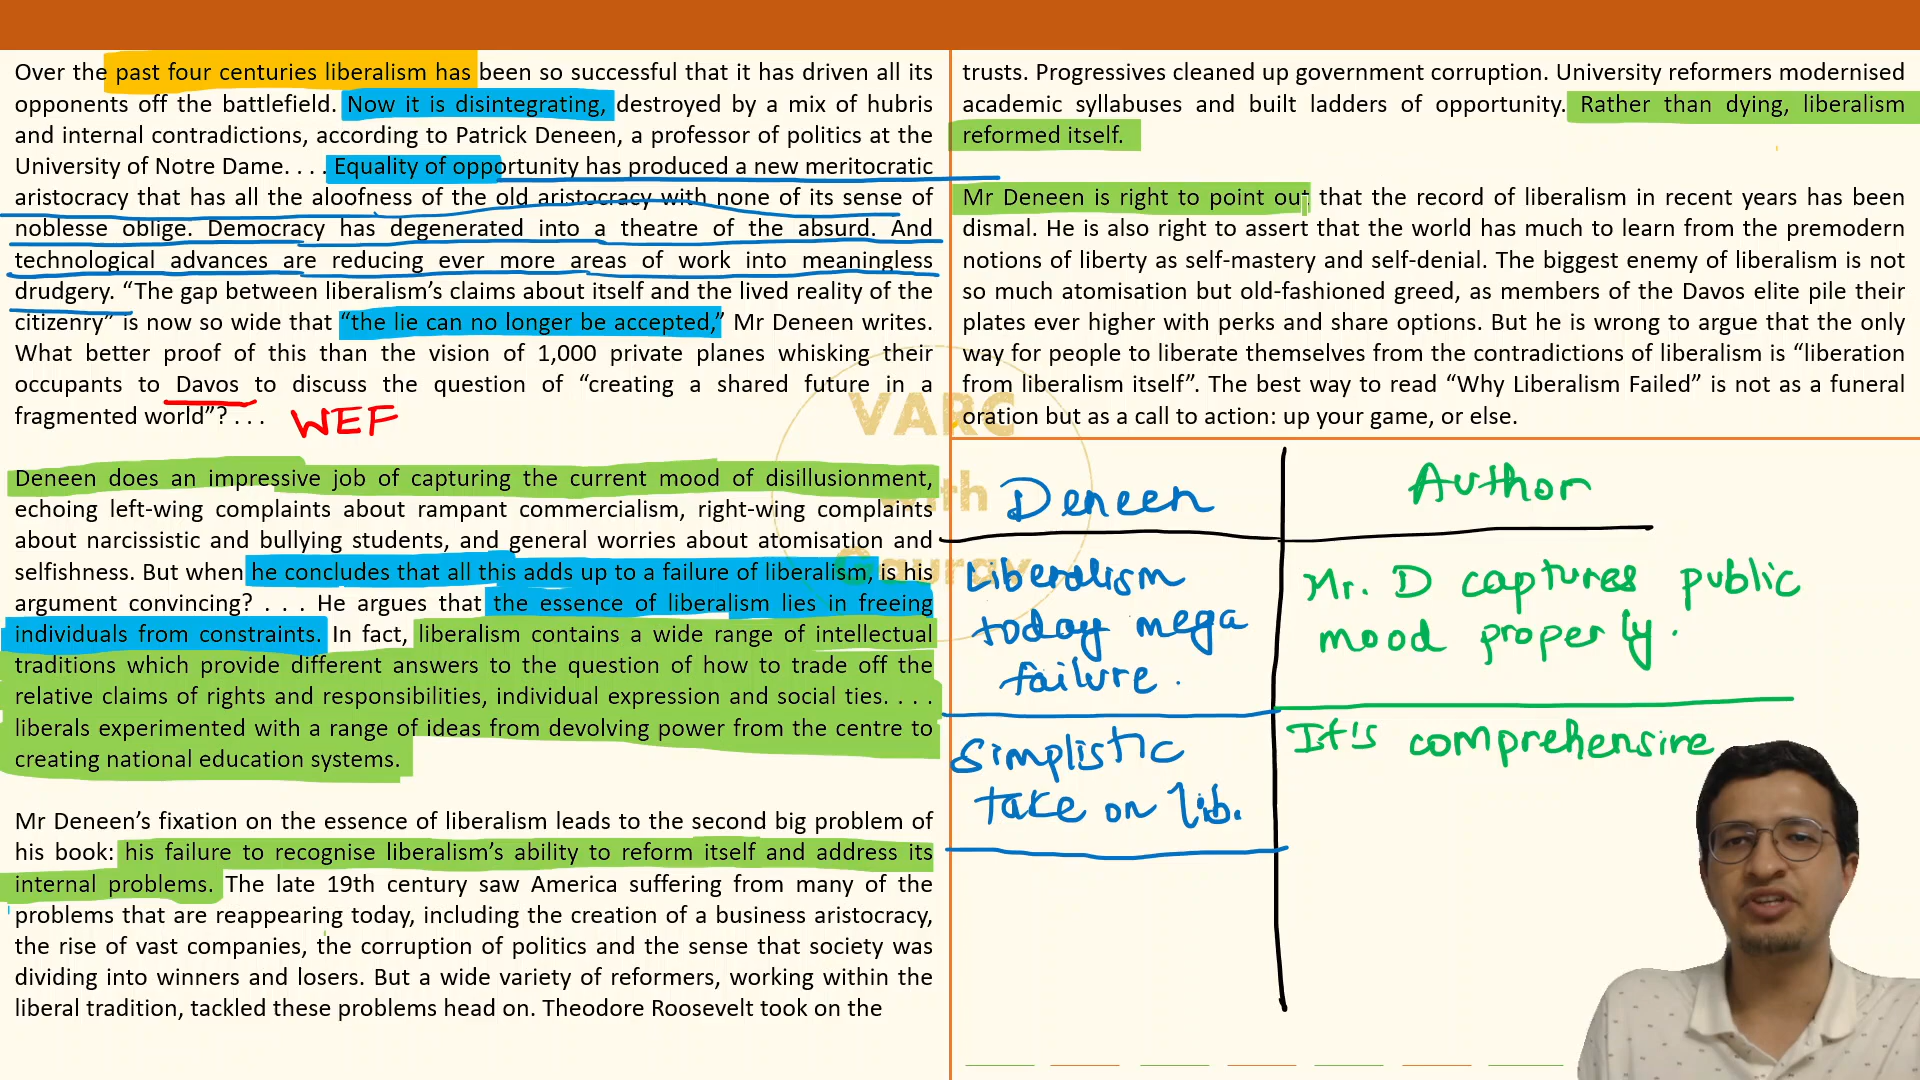 Over the past four centuries liberalism has been so successful that it has driven all its
opponents off the battlefield. Now it is disintegrating, destroyed by a mix of hubris
and internal contradictions, according to Patrick Deneen, a professor of politics at the
University of Notre Dame. . . . Equality of opportunity has produced a new meritocratic
aristocracy that has all the aloofness of the old aristocracy with none of its sense of
noblesse oblige. Democracy has degenerated into a theatre of the absurd. And
technological advances are reducing ever more areas of work into meaningless
drudgery. “The gap between liberalism’s claims about itself and the lived reality of the
citizenry” is now so wide that “the lie can no longer be accepted,” Mr Deneen writes.
What better proof of this than the vision of 1,000 private planes whisking their
occupants to Davos to discuss the question of “creating a shared future in a
fragmented world”? . . .
WEF
Deneen does an impressive job of capturing the current mood of disillusionment,
echoing left-wing complaints about rampant commercialism, right-wing complaints
about narcissistic and bullying students, and general worries about atomisation and
selfishness. But when he concludes that all this adds up to a failure of liberalism, is his
argument convincing? . . . He argues that the essence of liberalism lies in freeing
individuals from constraints. In fact, liberalism contains a wide range of intellectual
traditions which provide different answers to the question of how to trade off the
relative claims of rights and responsibilities, individual expression and social ties. . . .
liberals experimented with a range of ideas from devolving power from the centre to
creating national education systems.
Mr Deneen’s fixation on the essence of liberalism leads to the second big problem of
his book: his failure to recognise liberalism’s ability to reform itself and address its
internal problems. The late 19th century saw America suffering from many of the
problems that are reappearing today, including the creation of a business aristocracy,
the rise of vast companies, the corruption of politics and the sense that society was
dividing into winners and losers. But a wide variety of reformers, working within the
liberal tradition, tackled these problems head on. Theodore Roosevelt took on the
trusts. Progressives cleaned up government corruption. University reformers modernised
academic syllabuses and built ladders of opportunity. Rather than dying, liberalism
reformed itself.
Mr Deneen is right to point out that the record of liberalism in recent years has been
dismal. He is also right to assert that the world has much to learn from the premodern
notions of liberty as self-mastery and self-denial. The biggest enemy of liberalism is not
so much atomisation but old-fashioned greed, as members of the Davos elite pile their
plates ever higher with perks and share options. But he is wrong to argue that the only
way for people to liberate themselves from the contradictions of liberalism is “liberation
from liberalism itself”. The best way to read “Why Liberalism Failed” is not as a funeral
oration but as a call to action: up your game, or else.
VARC
with
Gaurav
Deneen
Liberalism
today mega
failure.
Simplistic
take on lib.
Author
Mr. D captures public
mood properly.
It's comprehensive